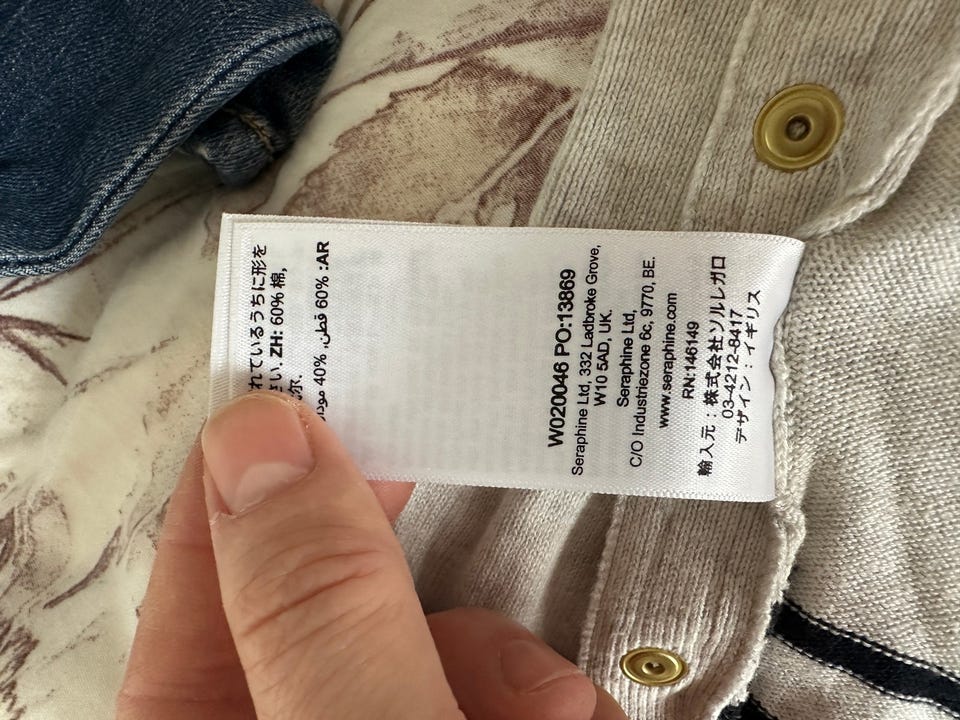 れているうちに形を
い. ZH: 60% 棉,
尔.
AR: 60% قطن, 40%
W020046 PO:13869
Seraphine Ltd, 332 Ladbroke Grove,
W10 5AD, UK.
Seraphine Ltd,
C/O Industriezone 6c, 9770, BE.
www.seraphine.com
RN:146149
輸入元 : 株式会社ソルレガロ
03-4212-8417
デザイン : イギリス